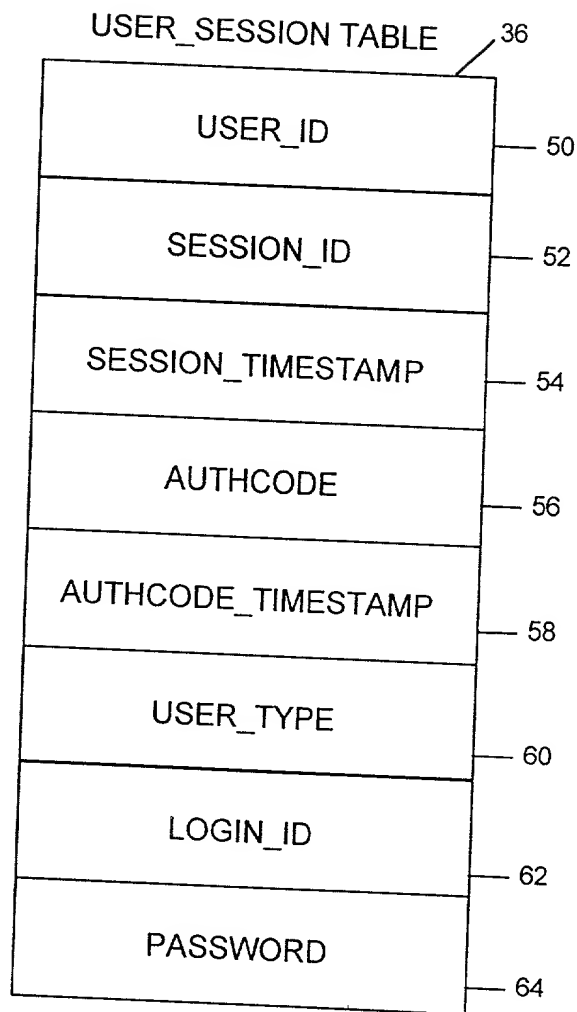 USER_SESSION TABLE 36
USER_ID 50
SESSION_ID 52
SESSION_TIMESTAMP 54
AUTHCODE 56
AUTHCODE_TIMESTAMP 58
USER_TYPE 60
LOGIN_ID 62
PASSWORD 64